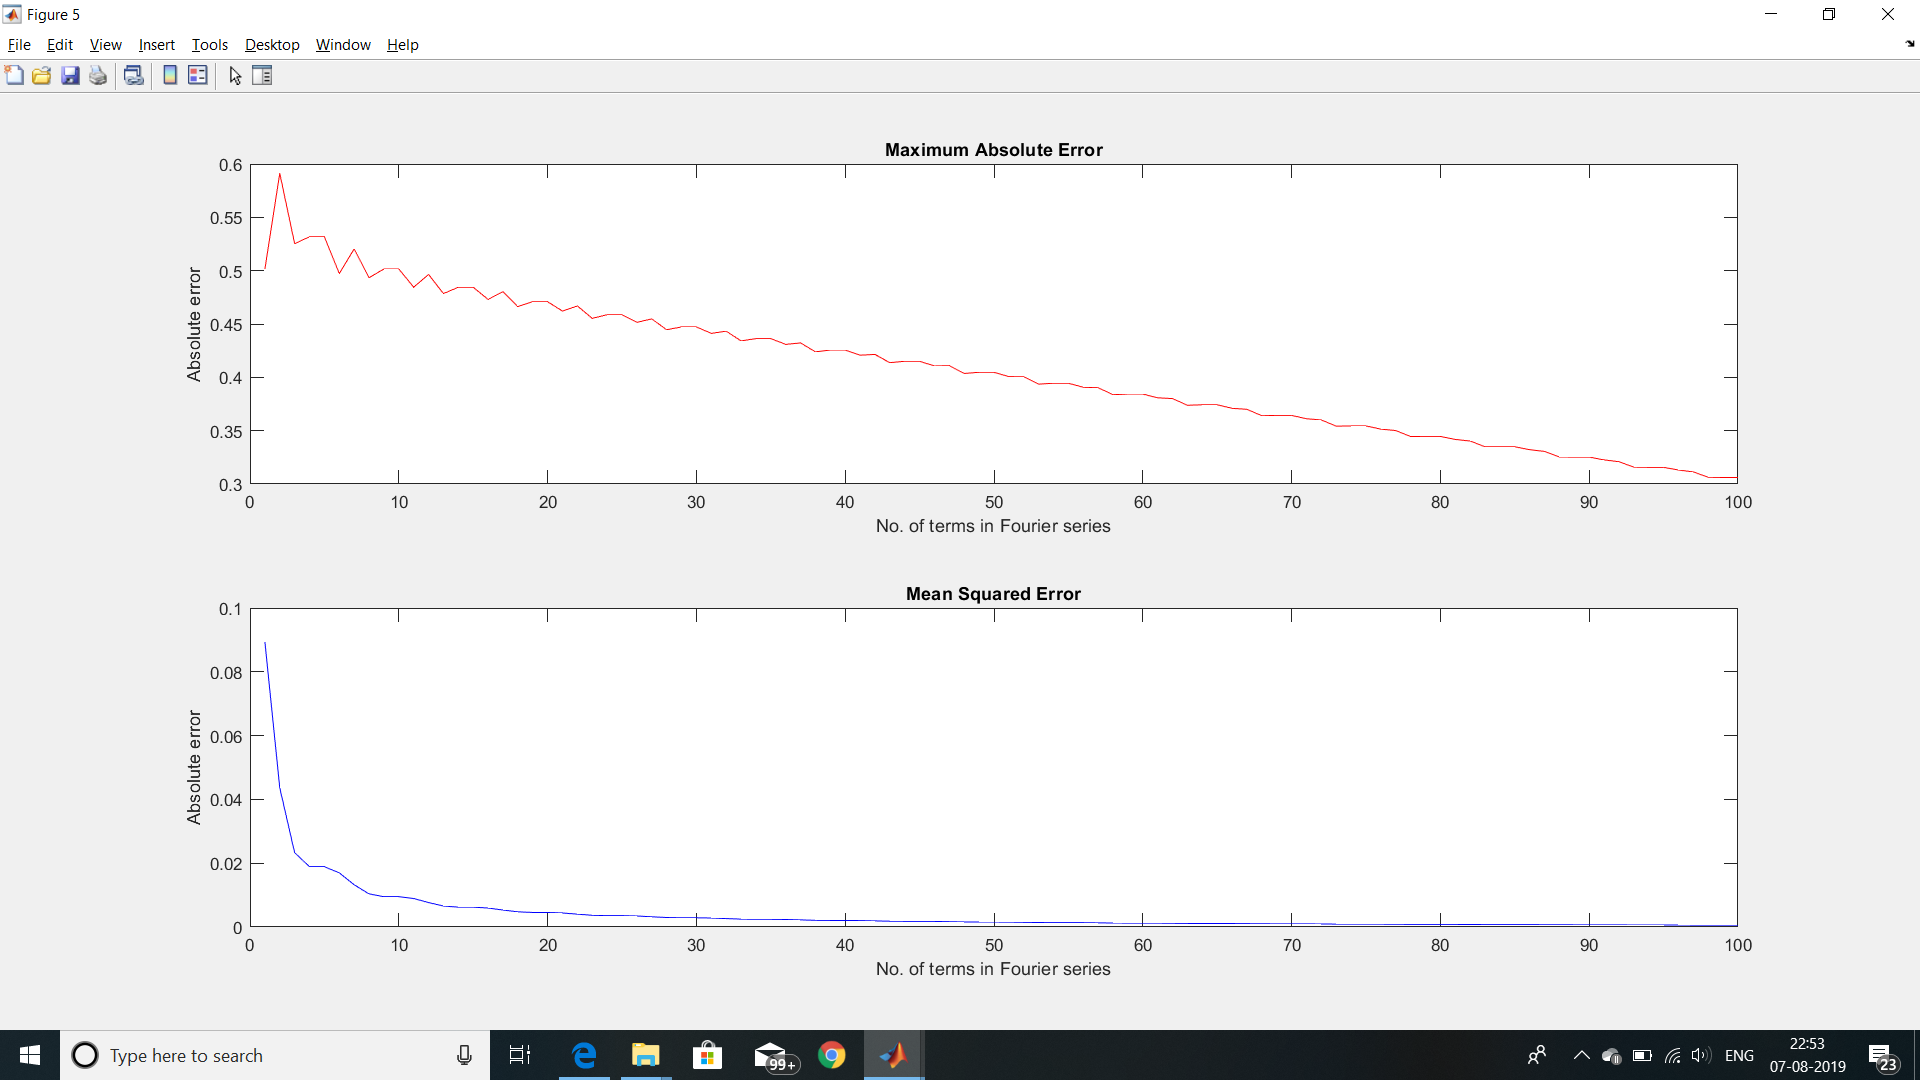 Figure 5
File Edit View Insert Tools Desktop Window Help
Maximum Absolute Error
0.6
0.55
0.5
0.45
0.4
0.35
0.3
Absolute error
0 10 20 30 40 50 60 70 80 90 100
No. of terms in Fourier series
Mean Squared Error
0.1
0.08
0.06
0.04
0.02
0
Absolute error
0 10 20 30 40 50 60 70 80 90 100
No. of terms in Fourier series
Type here to search
99+
ENG
22:53
07-08-2019
23